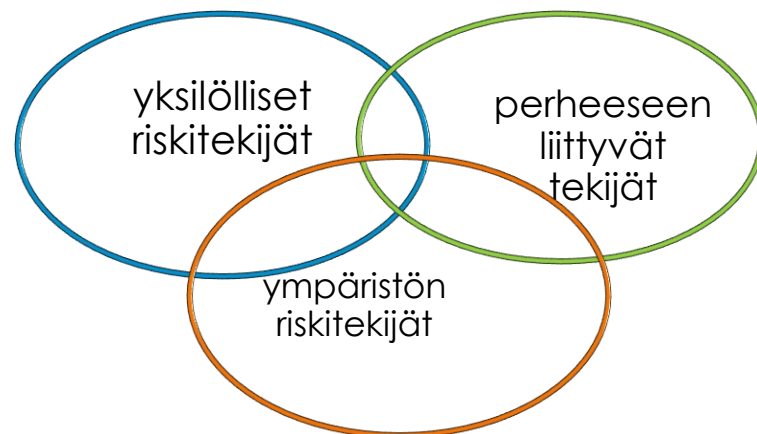 yksilölliset
riskitekijät
perheeseen
liittyvät
tekijät
ympäristön
riskitekijät